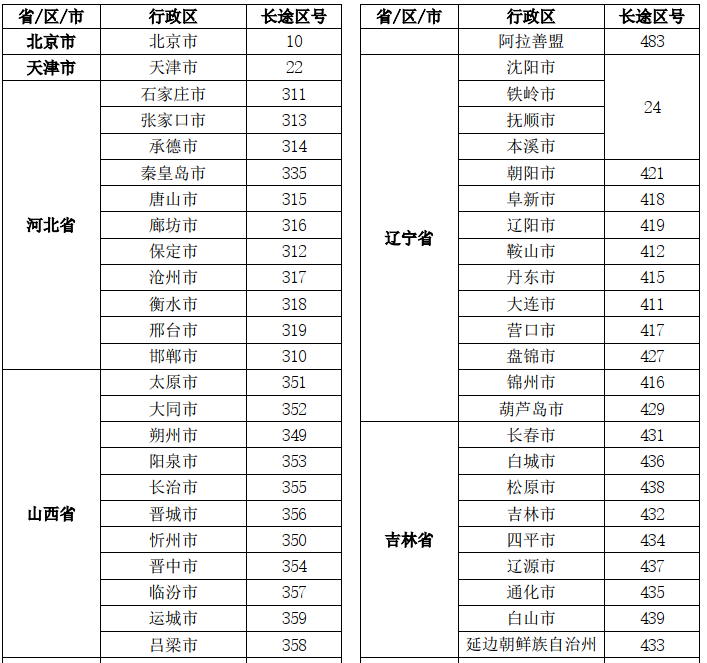 省/区/市 行政区 长途区号
北京市 北京市 10
天津市 天津市 22
河北省 石家庄市 311
张家口市 313
承德市 314
秦皇岛市 335
唐山市 315
廊坊市 316
保定市 312
沧州市 317
衡水市 318
邢台市 319
邯郸市 310
山西省 太原市 351
大同市 352
朔州市 349
阳泉市 353
长治市 355
晋城市 356
忻州市 350
晋中市 354
临汾市 357
运城市 359
吕梁市 358
省/区/市 行政区 长途区号
阿拉善盟 483
辽宁省 沈阳市 24
铁岭市
抚顺市
本溪市
朝阳市 421
阜新市 418
辽阳市 419
鞍山市 412
丹东市 415
大连市 411
营口市 417
盘锦市 427
锦州市 416
葫芦岛市 429
吉林省 长春市 431
白城市 436
松原市 438
吉林市 432
四平市 434
辽源市 437
通化市 435
白山市 439
延边朝鲜族自治州 433